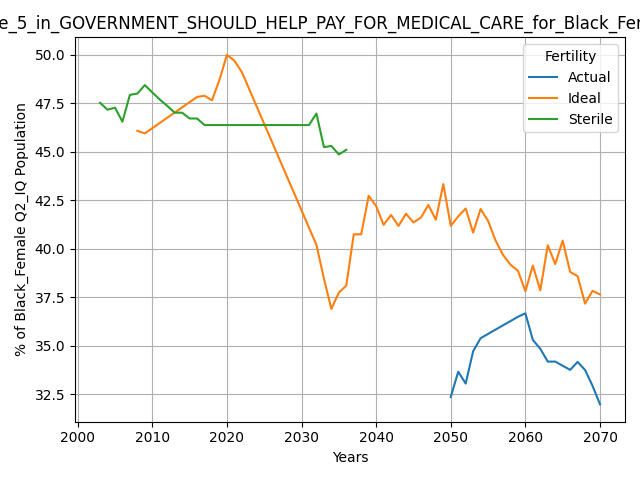 e_5_in_GOVERNMENT_SHOULD_HELP_PAY_FOR_MEDICAL_CARE_for_Black_Fe
Fertility
Actual
Ideal
Sterile
% of Black_Female Q2_IQ Population
50.0
47.5
45.0
42.5
40.0
37.5
35.0
32.5
2000
2010
2020
2030
2040
2050
2060
2070
Years